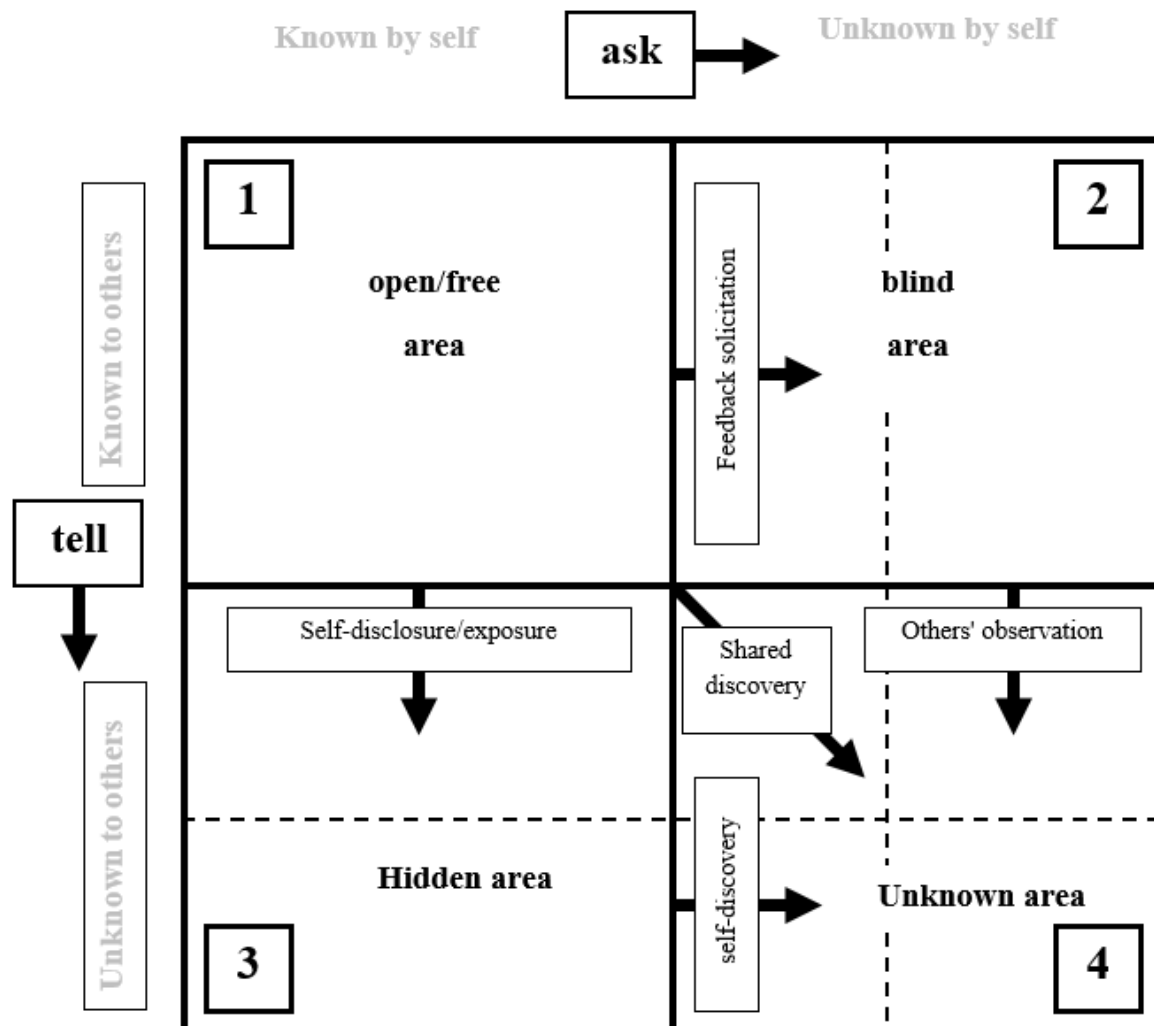 Known by self
ask
Unknown by self
1
2
Known to others
open/free
area
Feedback solicitation
blind
area
tell
Self-disclosure/exposure
Shared
discovery
Others' observation
Unknown to others
Hidden area
self-discovery
Unknown area
3
4